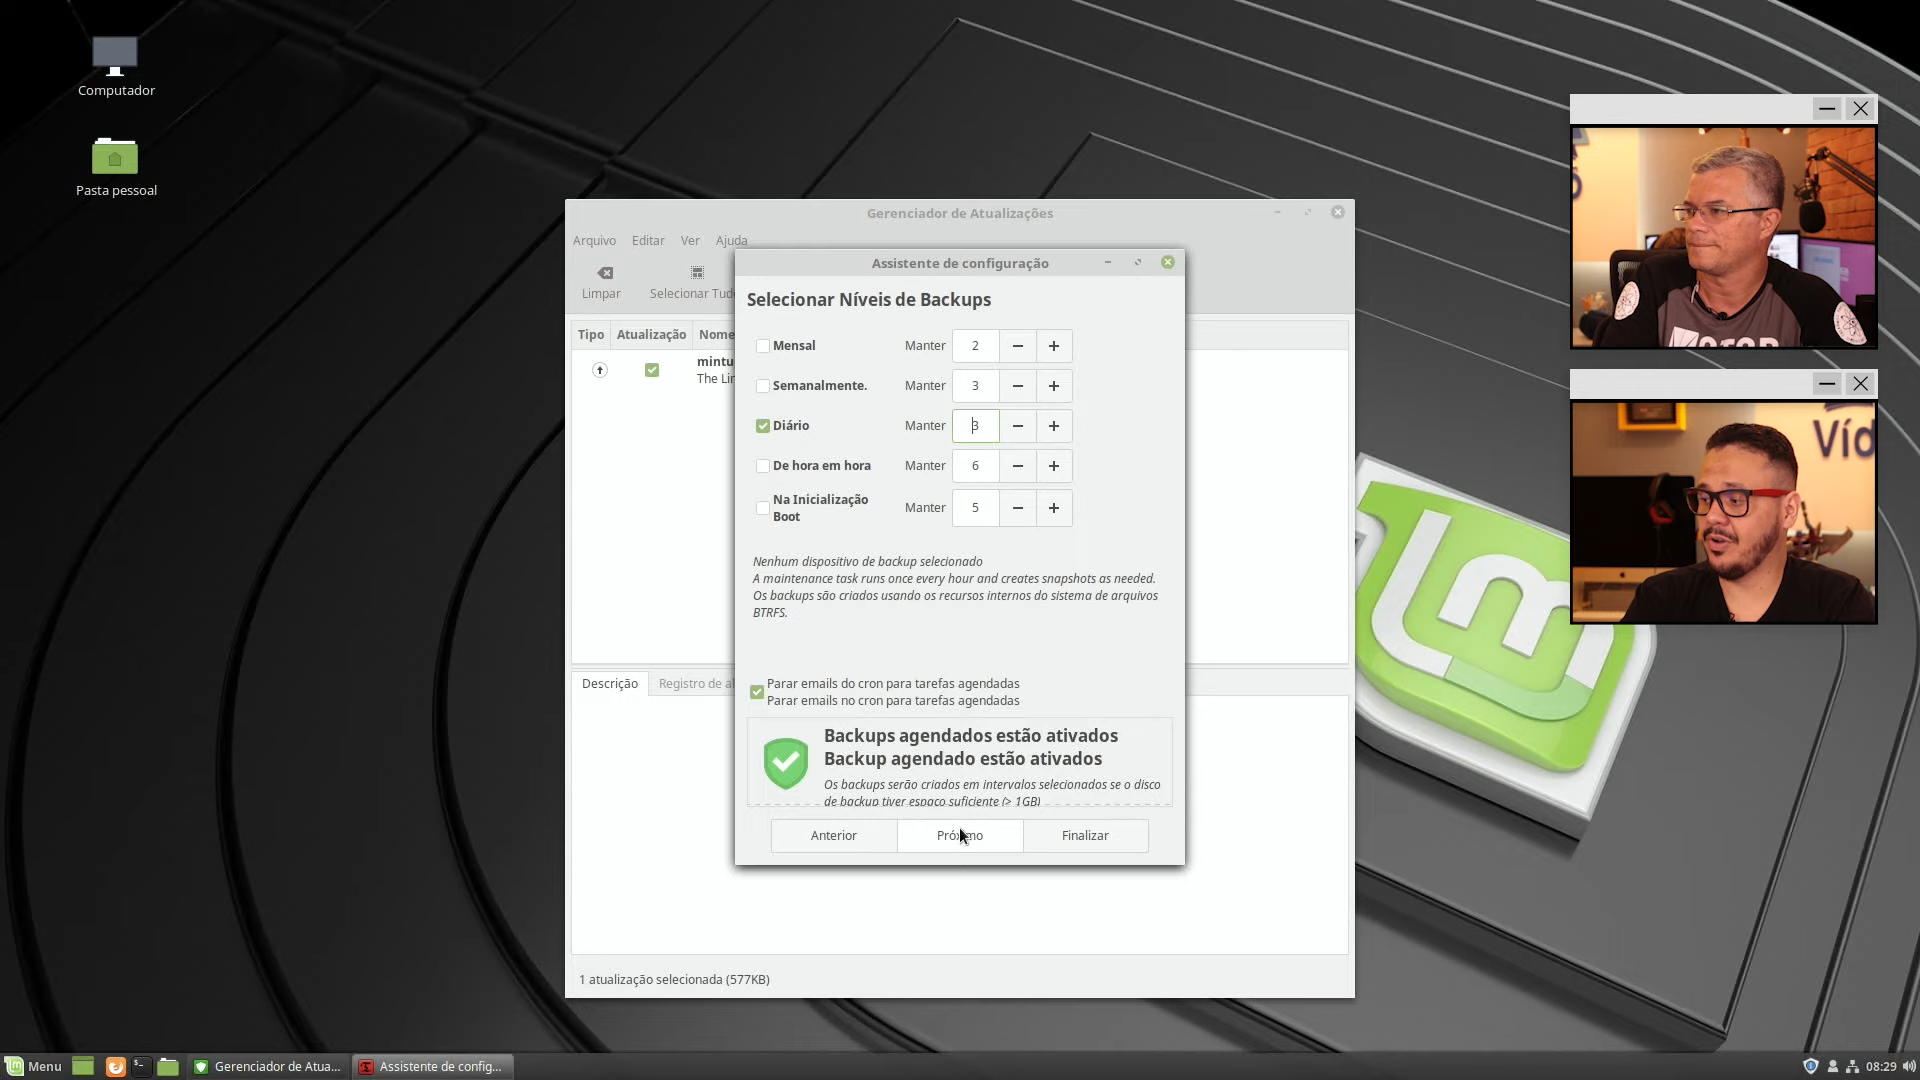 Computador
Pasta pessoal
Gerenciador de Atualizações
Arquivo Editar Ver Ajuda
Limpar Selecionar
Tipo Atualização Nome
The
Assistente de configuração
Selecionar Níveis de Backups
Mensal Manter 2 − +
Semanalmente. Manter 3 − +
Diário Manter 3 − +
De hora em hora Manter 6 − +
Na Inicialização
Boot Manter 5 − +
Nenhum dispositivo de backup selecionado
A maintenance task runs once every hour and creates snapshots as needed.
Os backups são criados usando os recursos internos do sistema de arquivos
BTRFS.
Parar emails do cron para tarefas agendadas
Parar emails no cron para tarefas agendadas
Backups agendados estão ativados
Backup agendado estão ativados
Os backups serão criados em intervalos selecionados se o disco
de backup tiver espaço suficiente (> 1GB)
Anterior Próximo Finalizar
Descrição Registro de
1 atualização selecionada (577KB)
Víd
Menu Gerenciador de Atua... Assistente de config... 08:29